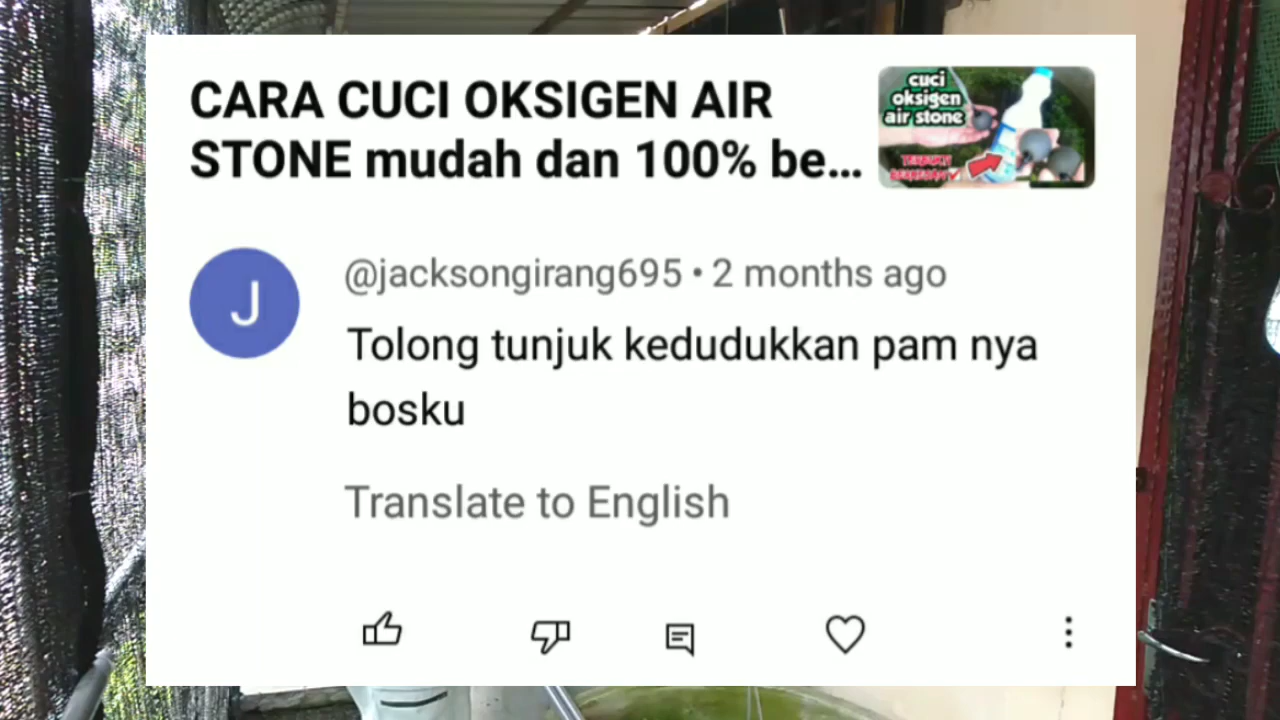 CARA CUCI OKSIGEN AIR
STONE mudah dan 100% be...
cuci
oksigen
air stone
J
@jacksongirang695 • 2 months ago
Tolong tunjuk kedudukkan pam nya
bosku
Translate to English